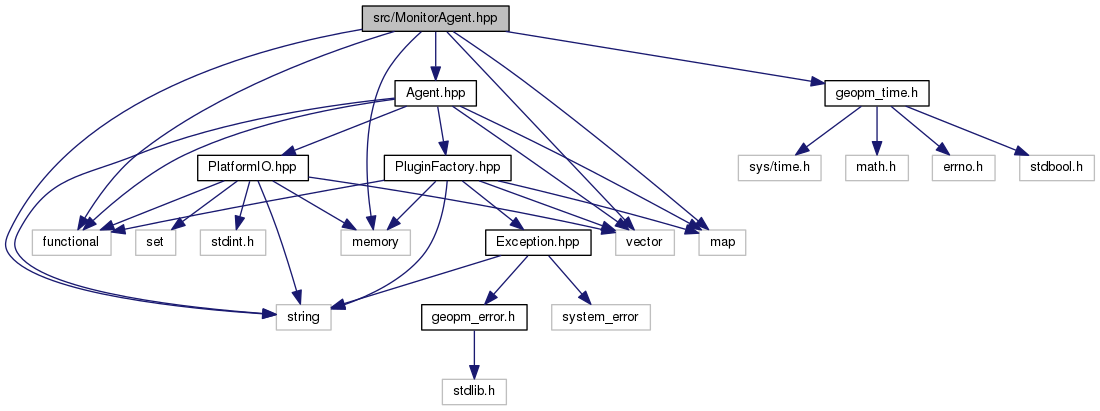 src/MonitorAgent.hpp
Agent.hpp
geopm_time.h
PlatformIO.hpp
PluginFactory.hpp
sys/time.h
math.h
errno.h
stdbool.h
functional
set
stdint.h
memory
Exception.hpp
vector
map
string
geopm_error.h
system_error
stdlib.h